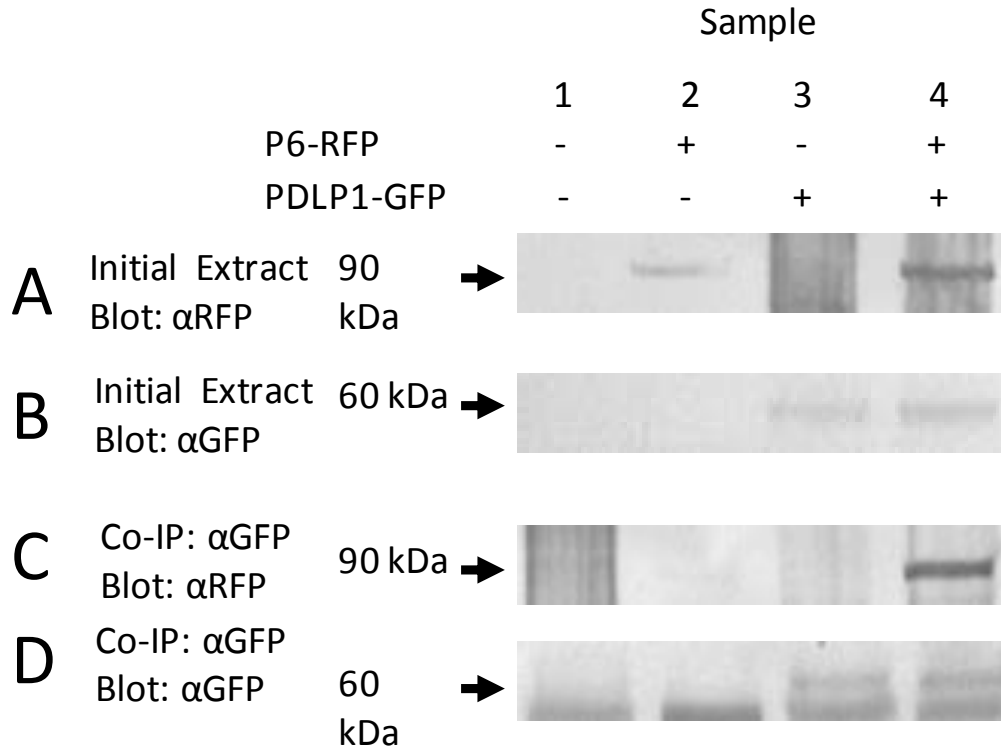 Sample
1 2 3 4
P6-RFP - + - +
PDLP1-GFP - - + +
A
Initial Extract 90
Blot: αRFP kDa
B
Initial Extract 60 kDa
Blot: αGFP
C
Co-IP: αGFP
90 kDa
Blot: αRFP
D
Co-IP: αGFP
Blot: αGFP 60
kDa